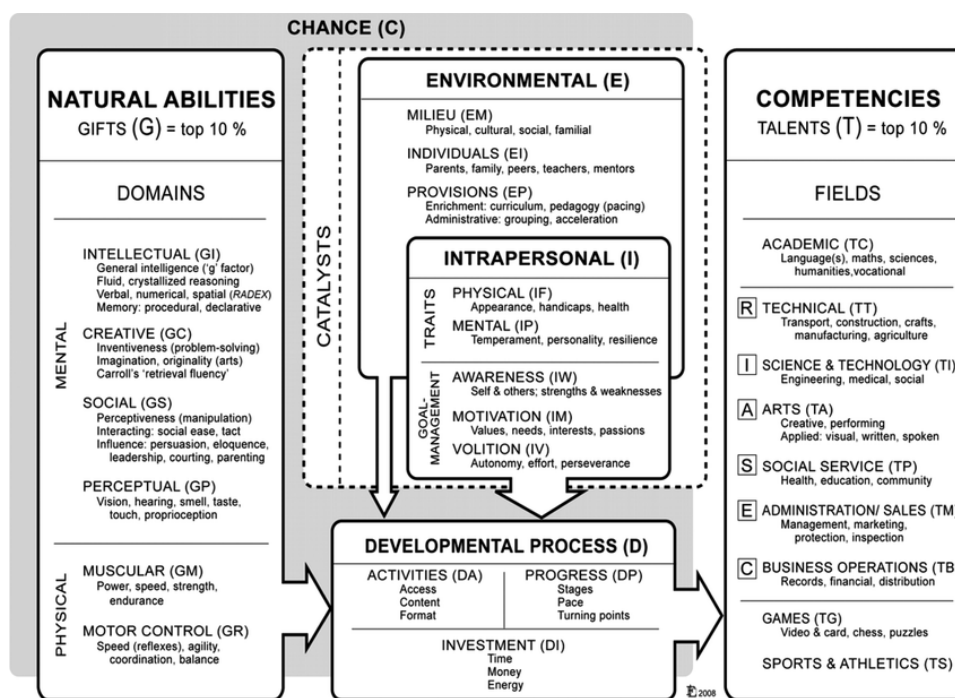 CHANCE (C)
NATURAL ABILITIES
GIFTS (G) = top 10 %
DOMAINS
MENTAL
INTELLECTUAL (GI)
General intelligence ('g' factor)
Fluid, crystallized reasoning
Verbal, numerical, spatial (RADEX)
Memory: procedural, declarative
CREATIVE (GC)
Inventiveness (problem-solving)
Imagination, originality (arts)
Carroll's 'retrieval fluency'
SOCIAL (GS)
Perceptiveness (manipulation)
Interacting: social ease, tact
Influence: persuasion, eloquence,
leadership, courting, parenting
PERCEPTUAL (GP)
Vision, hearing, smell, taste,
touch, proprioception
PHYSICAL
MUSCULAR (GM)
Power, speed, strength,
endurance
MOTOR CONTROL (GR)
Speed (reflexes), agility,
coordination, balance
CATALYSTS
ENVIRONMENTAL (E)
MILIEU (EM)
Physical, cultural, social, familial
INDIVIDUALS (EI)
Parents, family, peers, teachers, mentors
PROVISIONS (EP)
Enrichment: curriculum, pedagogy (pacing)
Administrative: grouping, acceleration
INTRAPERSONAL (I)
TRAITS
PHYSICAL (IF)
Appearance, handicaps, health
MENTAL (IP)
Temperament, personality, resilience
GOAL-
MANAGEMENT
AWARENESS (IW)
Self & others; strengths & weaknesses
MOTIVATION (IM)
Values, needs, interests, passions
VOLITION (IV)
Autonomy, effort, perseverance
DEVELOPMENTAL PROCESS (D)
ACTIVITIES (DA)
Access
Content
Format
PROGRESS (DP)
Stages
Pace
Turning points
INVESTMENT (DI)
Time
Money
Energy
2008
COMPETENCIES
TALENTS (T) = top 10 %
FIELDS
ACADEMIC (TC)
Language(s), maths, sciences,
humanities,vocational
R TECHNICAL (TT)
Transport, construction, crafts,
manufacturing, agriculture
I SCIENCE & TECHNOLOGY (TI)
Engineering, medical, social
A ARTS (TA)
Creative, performing
Applied: visual, written, spoken
S SOCIAL SERVICE (TP)
Health, education, community
E ADMINISTRATION/ SALES (TM)
Management, marketing,
protection, inspection
C BUSINESS OPERATIONS (TB)
Records, financial, distribution
GAMES (TG)
Video & card, chess, puzzles
SPORTS & ATHLETICS (TS)